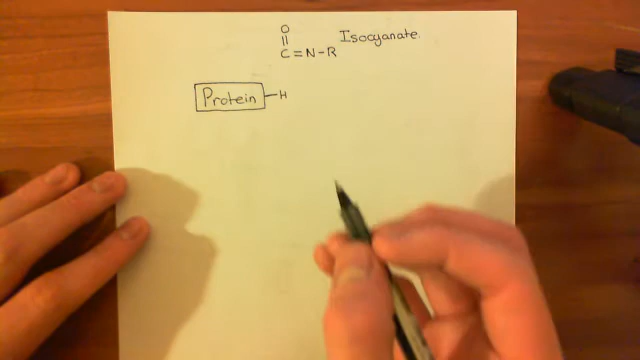 O
||
C=N-R
Isocyanate.
Protein-H